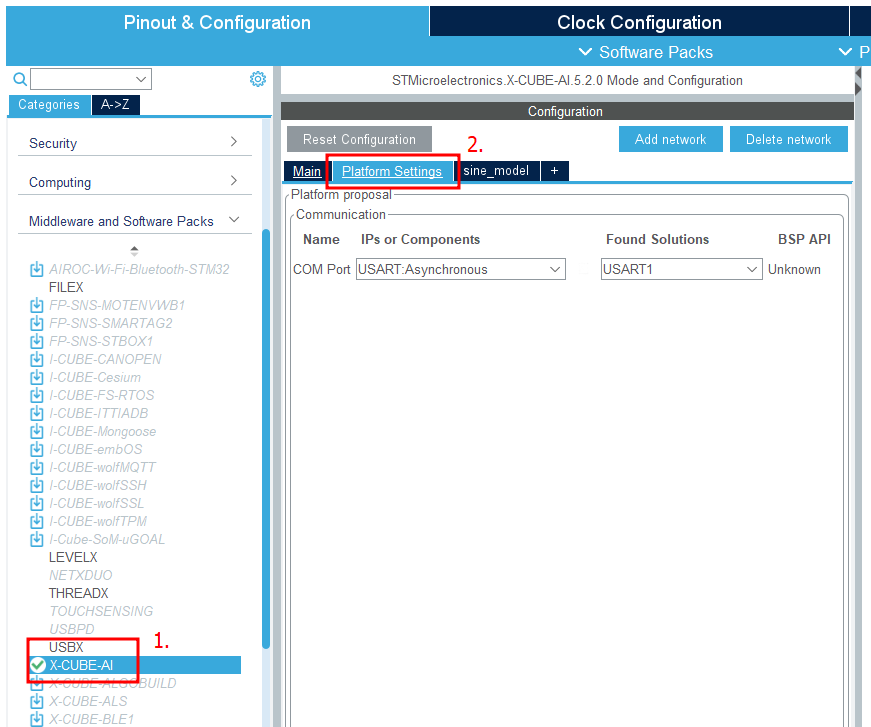 Pinout & Configuration
Clock Configuration
Software Packs
P
STMicroelectronics.X-CUBE-AI.5.2.0 Mode and Configuration
Categories
A->Z
Configuration
Security
Computing
Middleware and Software Packs
AIROC-Wi-Fi-Bluetooth-STM32
FILEX
FP-SNS-MOTENVWB1
FP-SNS-SMARTAG2
FP-SNS-STBOX1
I-CUBE-CANOPEN
I-CUBE-Cesium
I-CUBE-FS-RTOS
I-CUBE-ITTIADB
I-CUBE-Mongoose
I-CUBE-embOS
I-CUBE-wolfMQTT
I-CUBE-wolfSSH
I-CUBE-wolfSSL
I-CUBE-wolfTPM
I-Cube-SoM-uGOAL
LEVELX
NETXDUO
THREADX
TOUCHSENSING
USBPD
USBX
1.
X-CUBE-AI
X-CUBE-ALGOBUILD
X-CUBE-ALS
X-CUBE-BLE1
Reset Configuration
2.
Add network
Delete network
Main
Platform Settings
sine_model
+
Platform proposal
Communication
Name IPs or Components Found Solutions BSP API
COM Port USART:Asynchronous USART1 Unknown